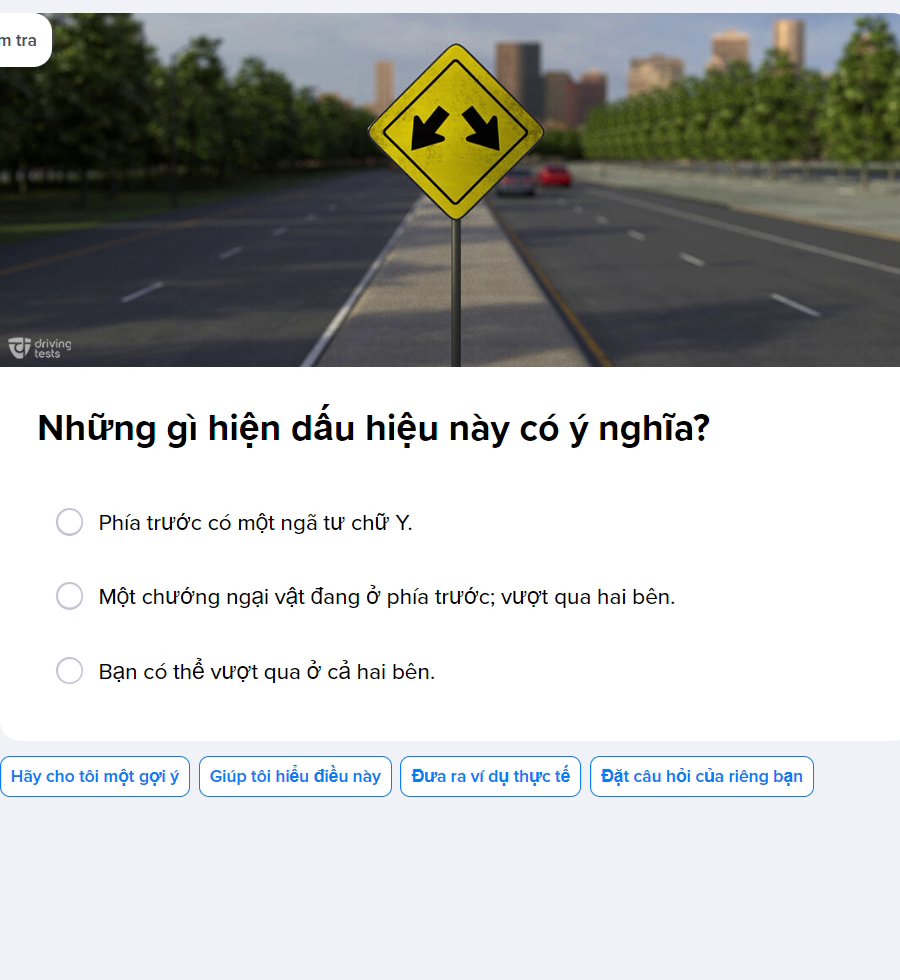 m tra
driving
tests
Những gì hiện dấu hiệu này có ý nghĩa?
Phía trước có một ngã tư chữ Y.
Một chướng ngại vật đang ở phía trước; vượt qua hai bên.
Bạn có thể vượt qua ở cả hai bên.
Hãy cho tôi một gợi ý
Giúp tôi hiểu điều này
Đưa ra ví dụ thực tế
Đặt câu hỏi của riêng bạn